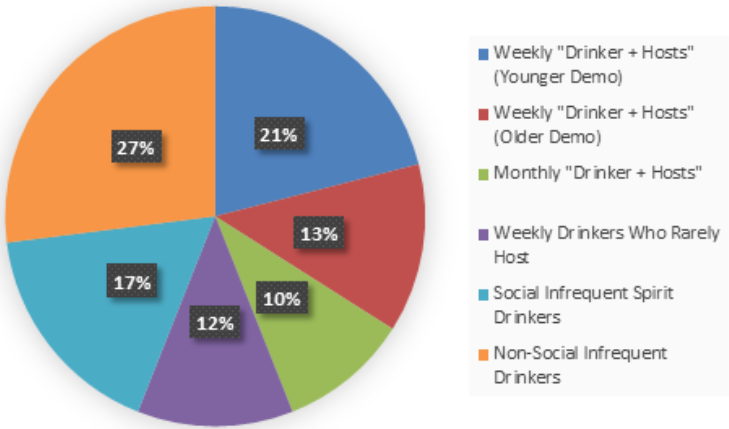 21%
27%
13%
17%
10%
12%
Weekly "Drinker + Hosts"
(Younger Demo)
Weekly "Drinker + Hosts"
(Older Demo)
Monthly "Drinker + Hosts"
Weekly Drinkers Who Rarely
Host
Social Infrequent Spirit
Drinkers
Non-Social Infrequent
Drinkers